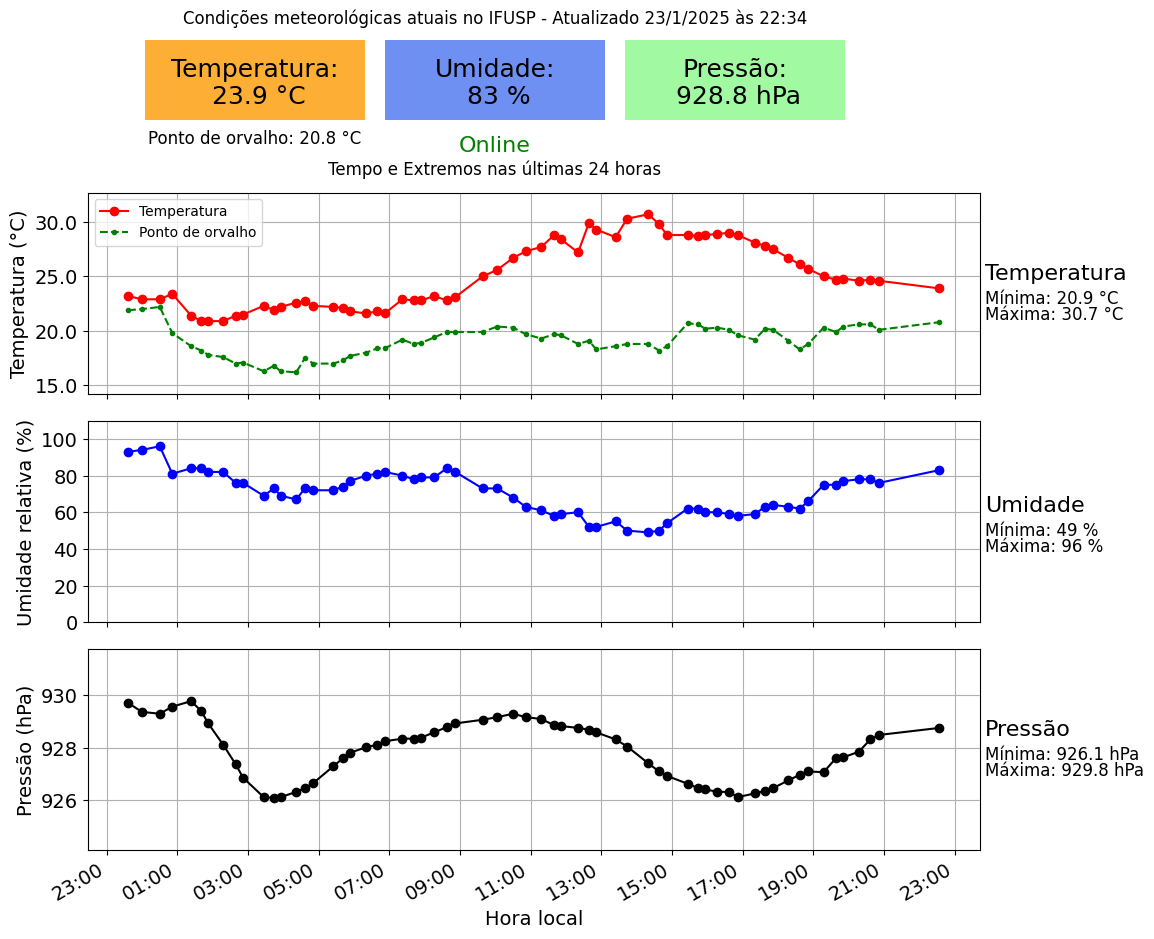 Condições meteorológicas atuais no IFUSP - Atualizado 23/1/2025 às 22:34
Temperatura:
23.9 °C
Umidade:
83 %
Pressão:
928.8 hPa
Ponto de orvalho: 20.8 °C
Online
Tempo e Extremos nas últimas 24 horas
Temperatura (°C)
30.0
25.0
20.0
15.0
Temperatura
Ponto de orvalho
Temperatura
Mínima: 20.9 °C
Máxima: 30.7 °C
Umidade relativa (%)
100
80
60
40
20
0
Umidade
Mínima: 49 %
Máxima: 96 %
Pressão (hPa)
930
928
926
Pressão
Mínima: 926.1 hPa
Máxima: 929.8 hPa
23:00 01:00 03:00 05:00 07:00 09:00 11:00 13:00 15:00 17:00 19:00 21:00 23:00
Hora local